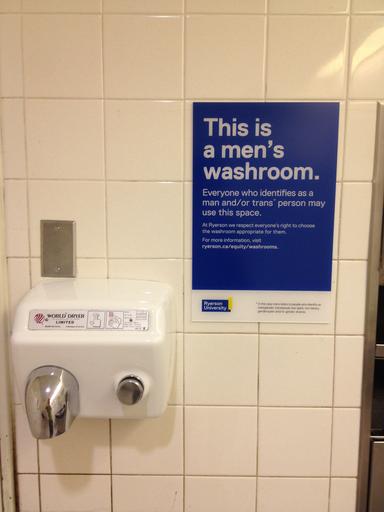 This is
a men's
washroom.
Everyone who identifies as a
man and/or trans* person may
use this space.
At Ryerson we respect everyone's right to choose
the washroom appropriate for them.
For more information, visit
ryerson.ca/equity/washrooms.
Ryerson
University
WORLD DRYER
LIMITED